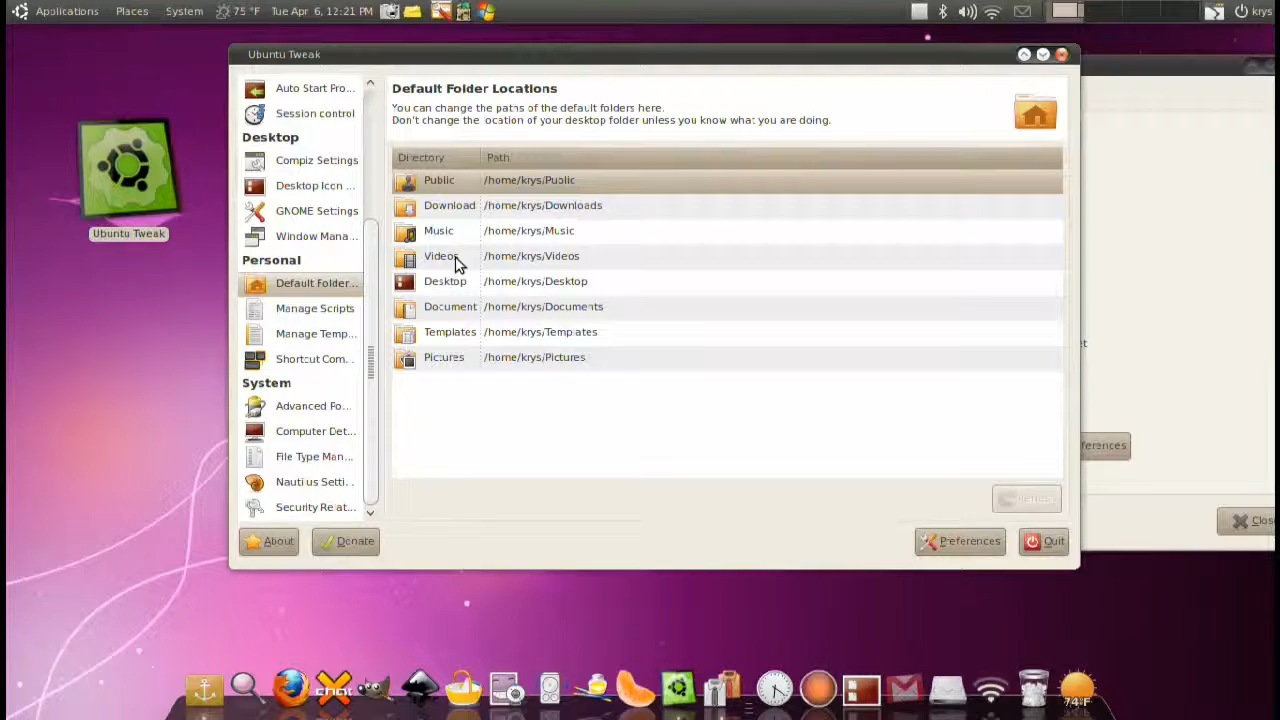 Applications Places System 75 °F Tue Apr 6, 12:21 PM krys
Ubuntu Tweak
Auto Start Pro...
Session control
Desktop
Compiz Settings
Desktop Icon ...
GNOME Settings
Window Mana...
Personal
Default Folder...
Manage Scripts
Manage Temp...
Shortcut Com...
System
Advanced Po...
Computer Det...
File Type Man...
Nautilus Setti...
Security Relat...
About
Donate
Default Folder Locations
You can change the paths of the default folders here.
Don't change the location of your desktop folder unless you know what you are doing.
Directory Path
Public /home/krys/Public
Download /home/krys/Downloads
Music /home/krys/Music
Videos /home/krys/Videos
Desktop /home/krys/Desktop
Document /home/krys/Documents
Templates /home/krys/Templates
Pictures /home/krys/Pictures
Preferences
Quit
et
ferences
Clos
Ubuntu Tweak
74°F